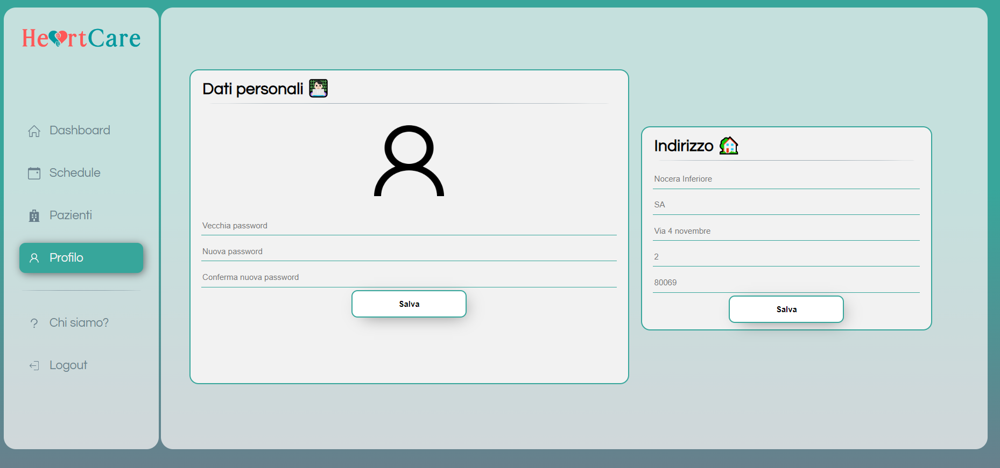 HeartCare
Dashboard
Schedule
Pazienti
Profilo
Chi siamo?
Logout
Dati personali
Vecchia password
Nuova password
Conferma nuova password
Salva
Indirizzo
Nocera Inferiore
SA
Via 4 novembre
2
80069
Salva